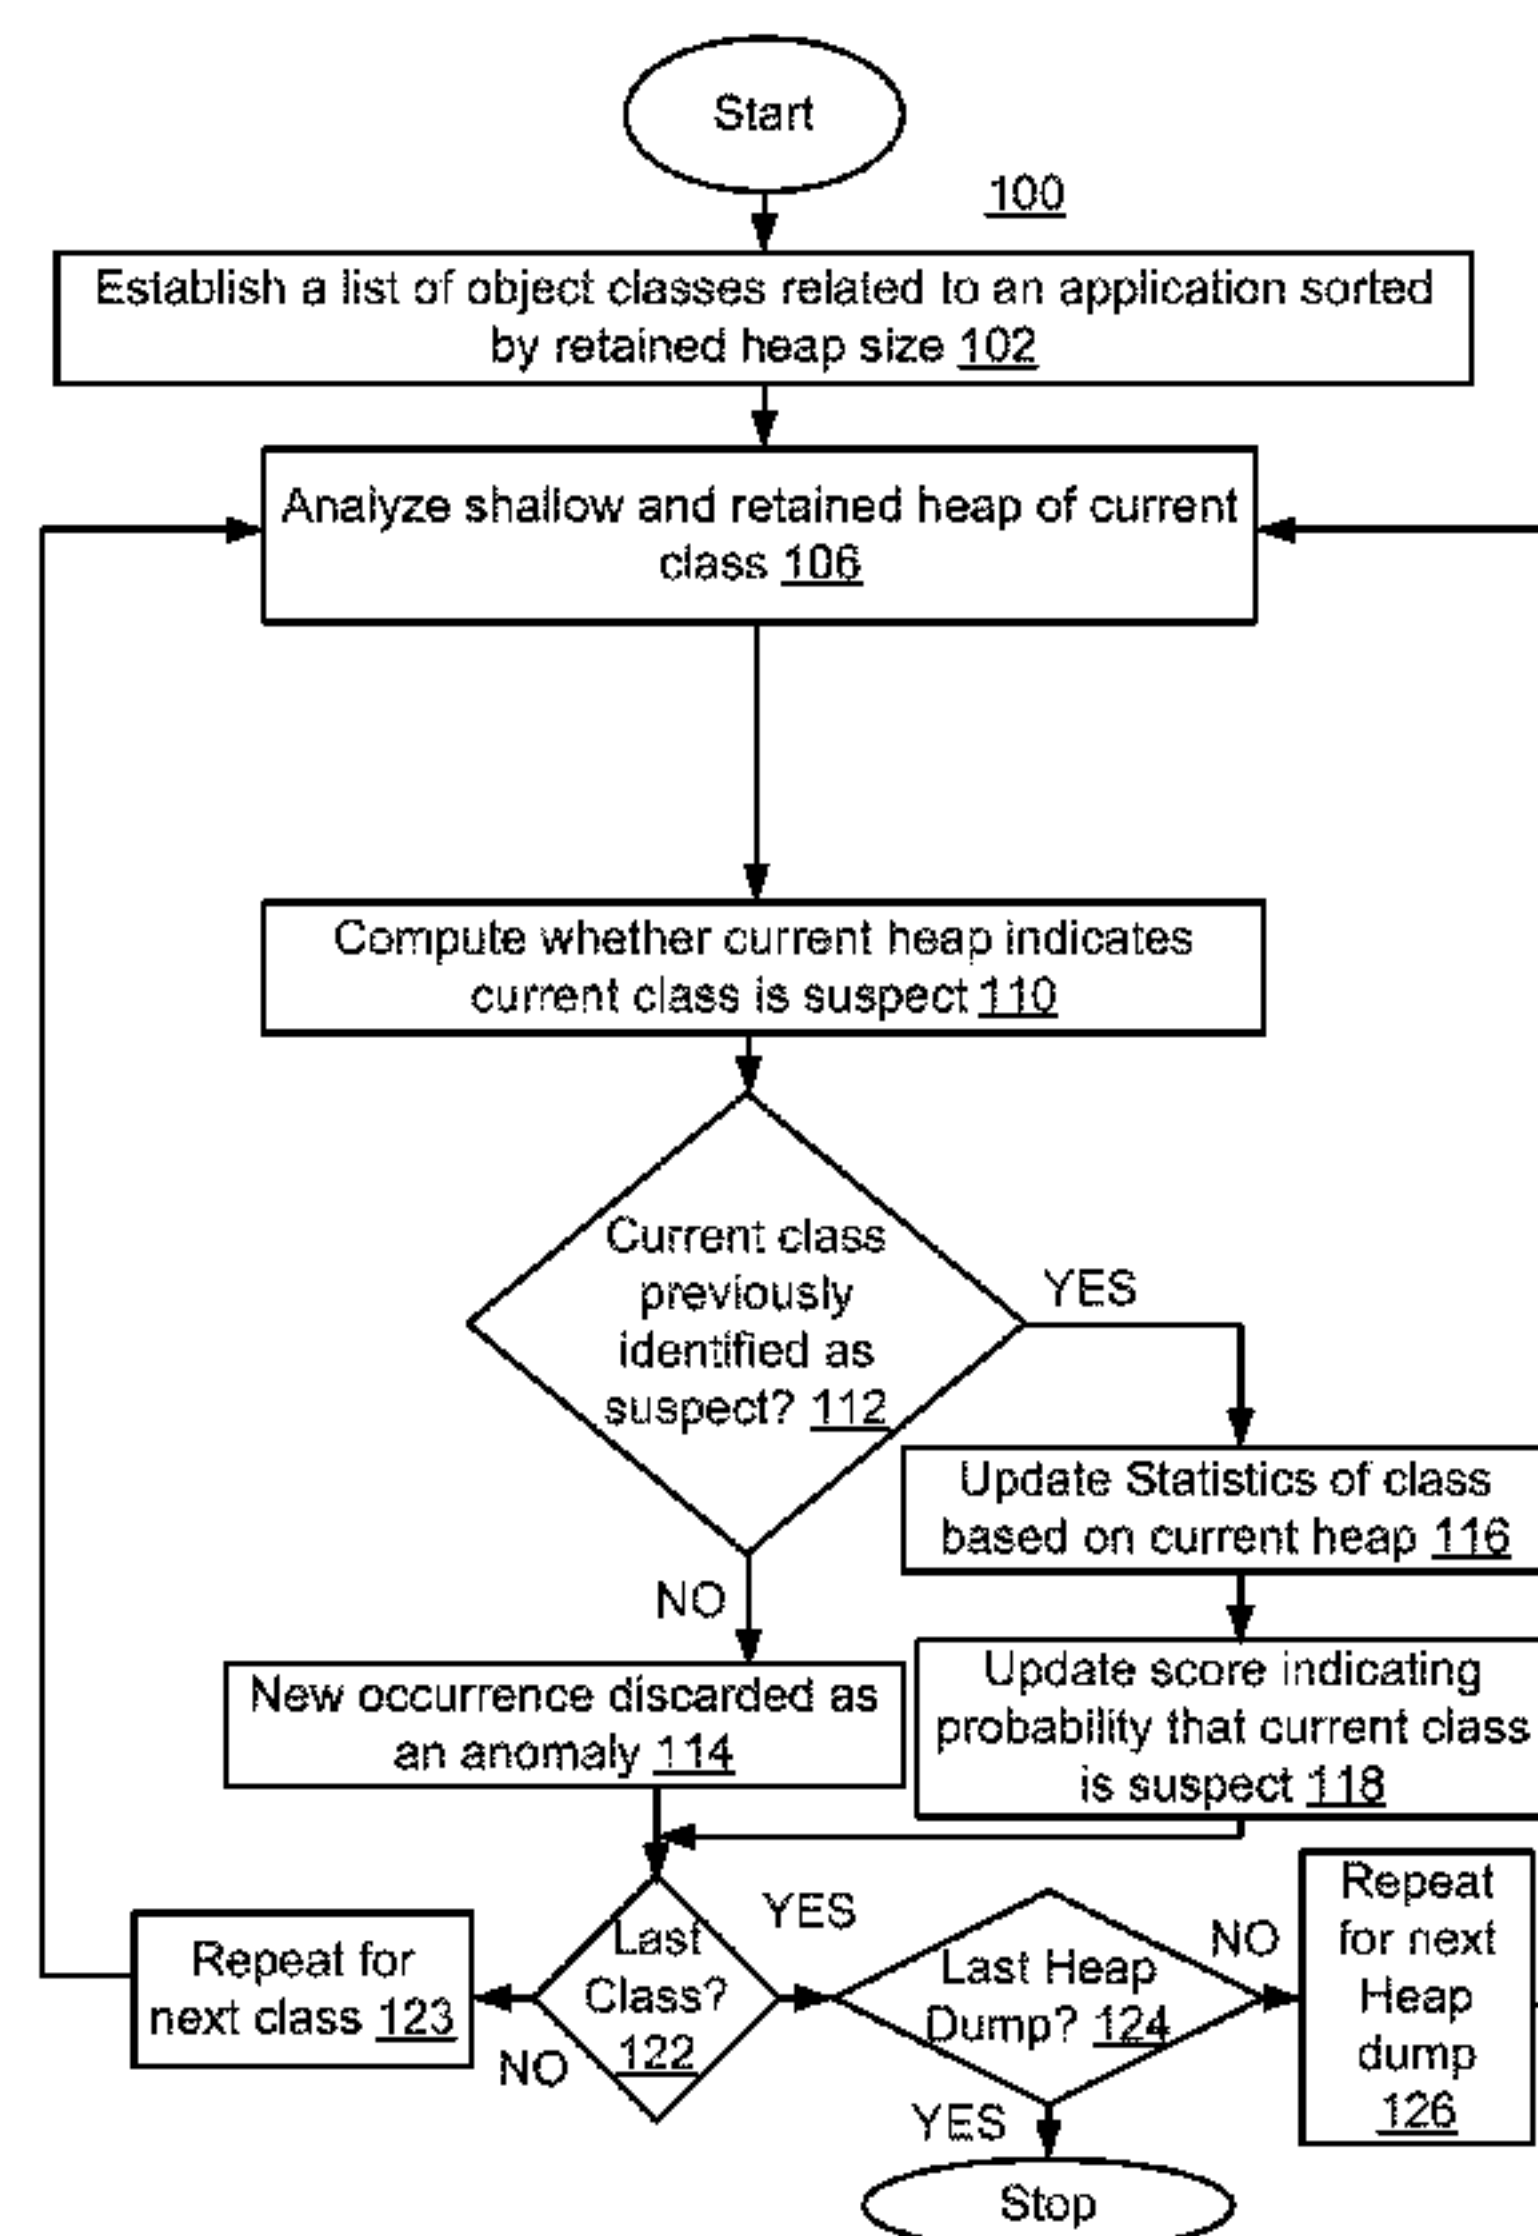 Start
100
Establish a list of object classes related to an application sorted
by retained heap size 102
Analyze shallow and retained heap of current
class 106
Compute whether current heap indicates
current class is suspect 110
Current class
previously
identified as
suspect? 112
YES
Update Statistics of class
based on current heap 116
NO
Update score indicating
probability that current class
is suspect 118
New occurrence discarded as
an anomaly 114
Repeat for
next class 123
NO
Last
Class?
122
YES
Last Heap
Dump? 124
NO
Repeat
for next
Heap
dump
126
YES
Stop